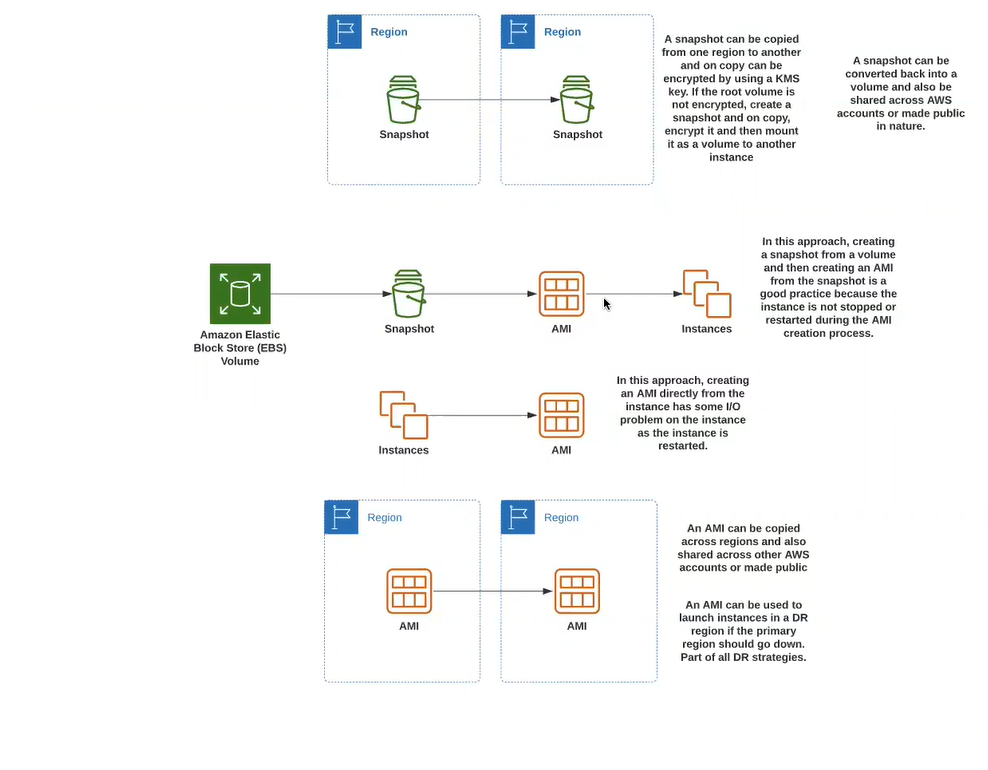 Region
Region
Snapshot
Snapshot
A snapshot can be copied
from one region to another
and on copy can be
encrypted by using a KMS
key. If the root volume is
not encrypted, create a
snapshot and on copy,
encrypt it and then mount
it as a volume to another
instance
A snapshot can be
converted back into a
volume and also be
shared across AWS
accounts or made public
in nature.
Amazon Elastic
Block Store (EBS)
Volume
Snapshot
AMI
Instances
In this approach, creating
a snapshot from a volume
and then creating an AMI
from the snapshot is a
good practice because the
instance is not stopped or
restarted during the AMI
creation process.
Instances
AMI
In this approach, creating
an AMI directly from the
instance has some I/O
problem on the instance
as the instance is
restarted.
Region
Region
AMI
AMI
An AMI can be copied
across regions and also
shared across other AWS
accounts or made public
An AMI can be used to
launch instances in a DR
region if the primary
region should go down.
Part of all DR strategies.